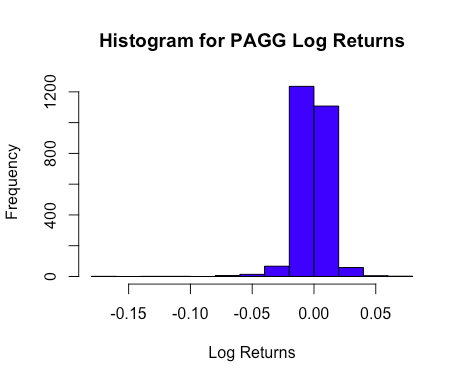 Histogram for PAGG Log Returns
1200
800
400
0
Frequency
-0.15 -0.10 -0.05 0.00 0.05
Log Returns